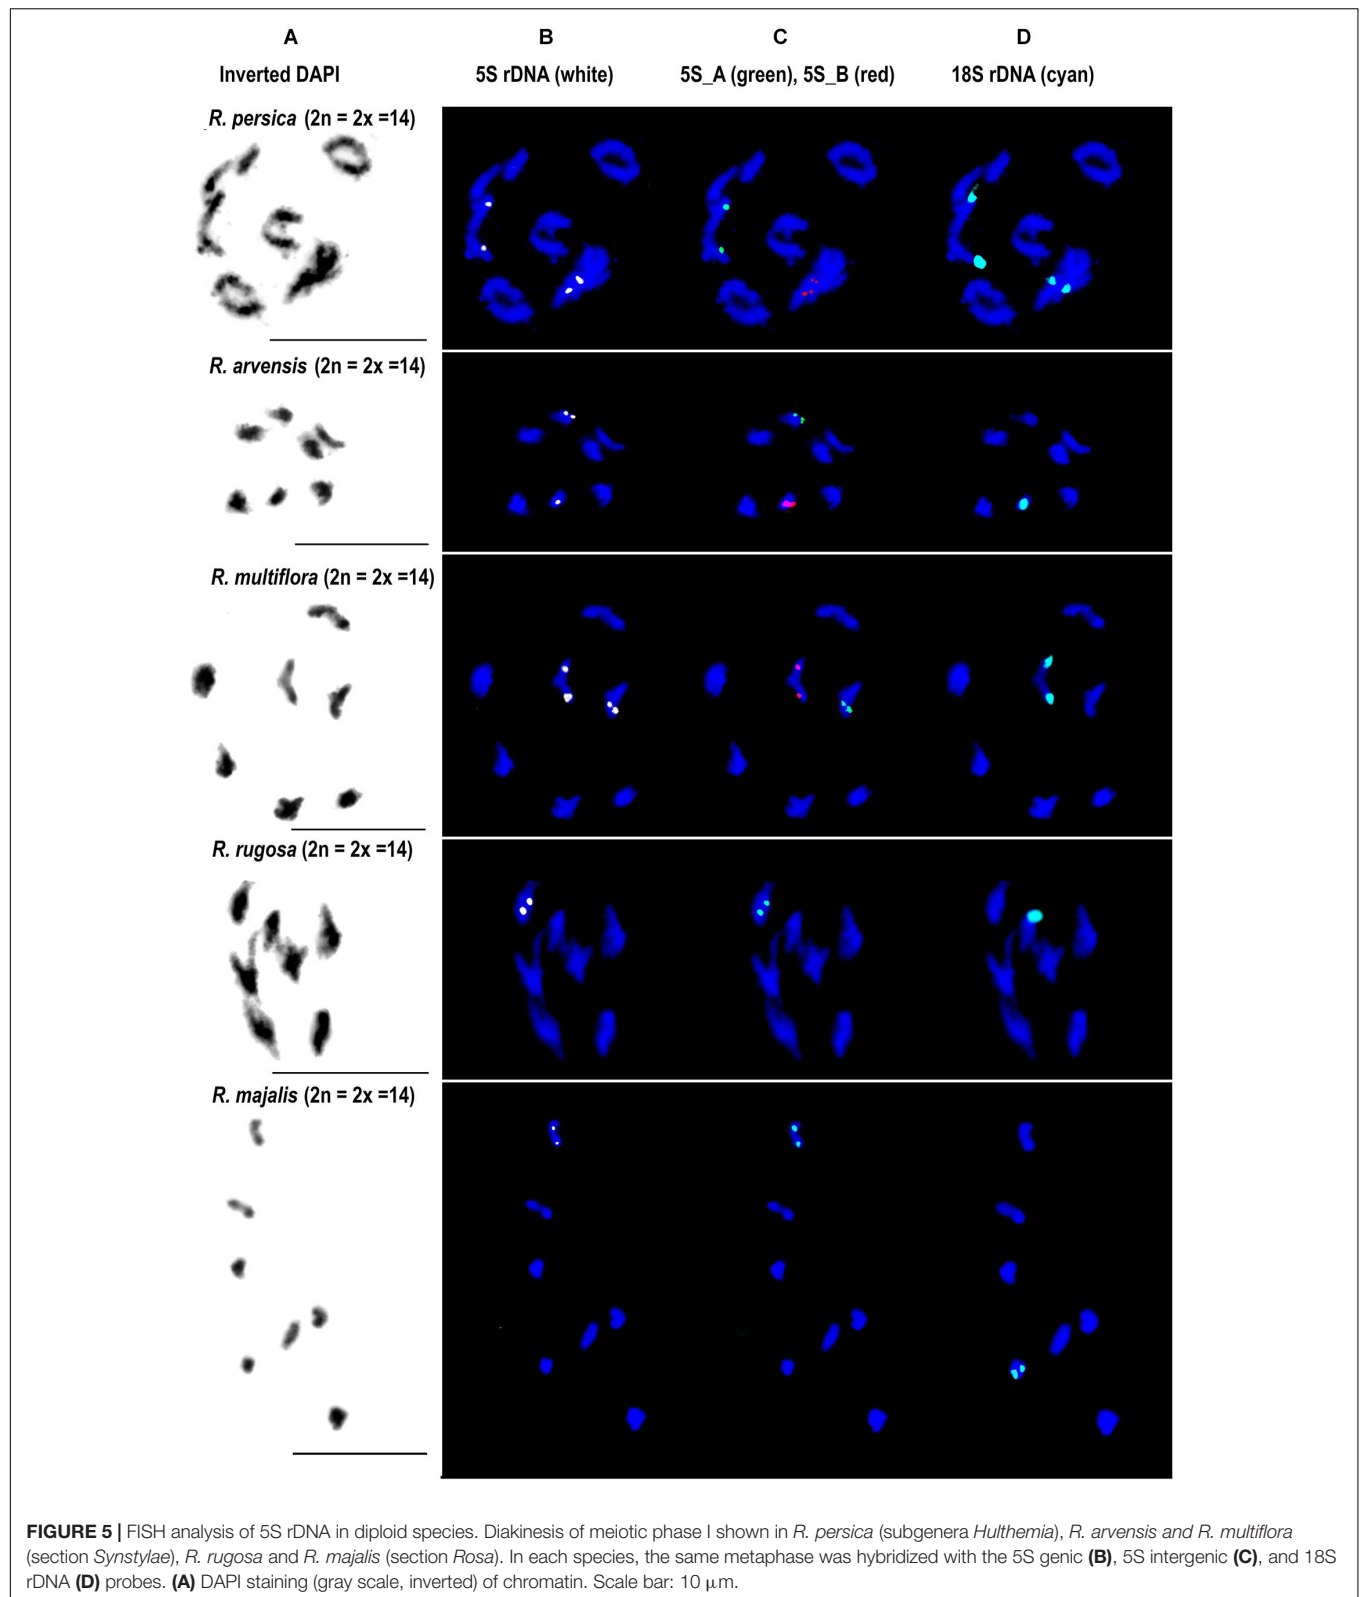 A B C D
Inverted DAPI 5S rDNA (white) 5S_A (green), 5S_B (red) 18S rDNA (cyan)
R. persica (2n = 2x =14)
R. arvensis (2n = 2x =14)
R. multiflora (2n = 2x =14)
R. rugosa (2n = 2x =14)
R. majalis (2n = 2x =14)
FIGURE 5 | FISH analysis of 5S rDNA in diploid species. Diakinesis of meiotic phase I shown in R. persica (subgenera Hulthemia), R. arvensis and R. multiflora
(section Synstylae), R. rugosa and R. majalis (section Rosa). In each species, the same metaphase was hybridized with the 5S genic (B), 5S intergenic (C), and 18S
rDNA (D) probes. (A) DAPI staining (gray scale, inverted) of chromatin. Scale bar: 10 μm.